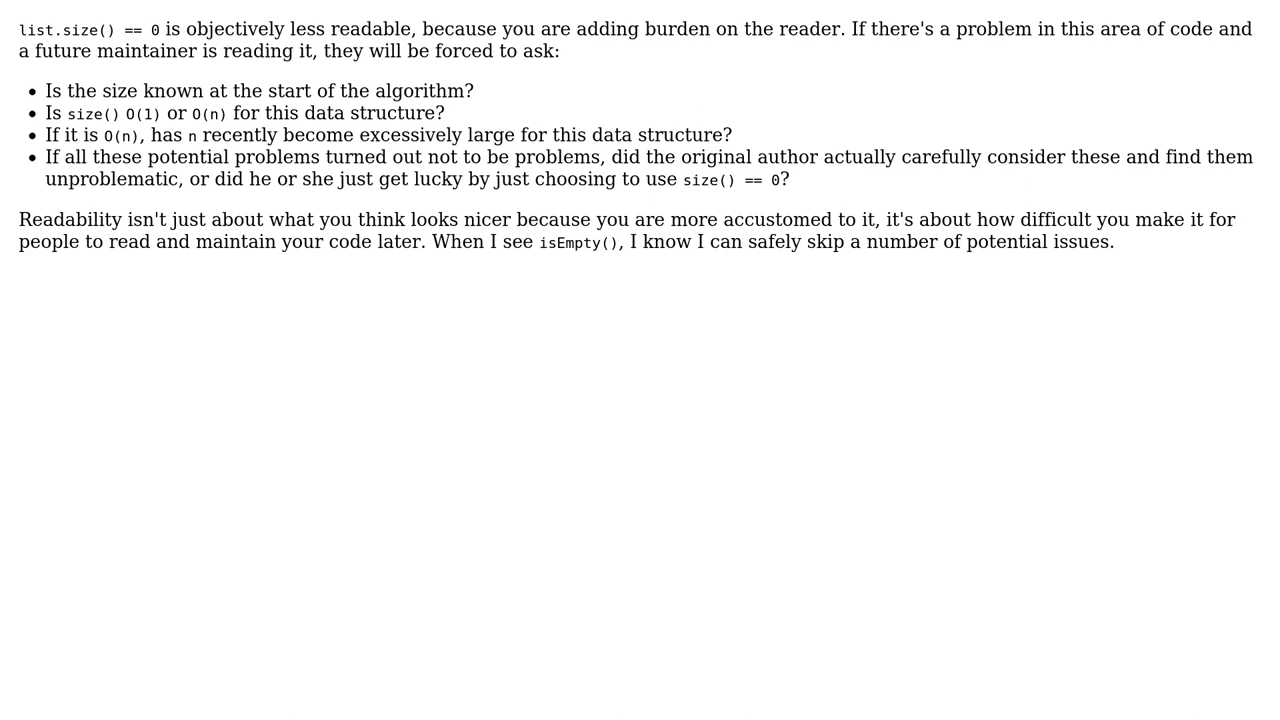 list.size() == 0 is objectively less readable, because you are adding burden on the reader. If there's a problem in this area of code and
a future maintainer is reading it, they will be forced to ask:
• Is the size known at the start of the algorithm?
• Is size() O(1) or O(n) for this data structure?
• If it is O(n), has n recently become excessively large for this data structure?
• If all these potential problems turned out not to be problems, did the original author actually carefully consider these and find them
unproblematic, or did he or she just get lucky by just choosing to use size() == 0?
Readability isn't just about what you think looks nicer because you are more accustomed to it, it's about how difficult you make it for
people to read and maintain your code later. When I see isEmpty(), I know I can safely skip a number of potential issues.